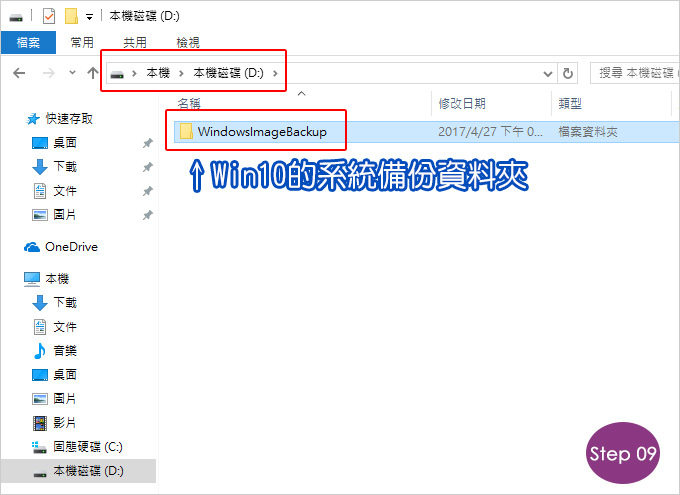 本機磁碟 (D:)
檔案 常用 共用 檢視
本機 本機磁碟 (D:) 搜尋 本機磁碟
名稱 修改日期 類型
WindowsImageBackup 2017/4/27 下午 0... 檔案資料夾
↑Win10的系統備份資料夾
快速存取
桌面
下載
文件
圖片
OneDrive
本機
下載
文件
音樂
桌面
圖片
影片
固態硬碟 (C:)
本機磁碟 (D:)
Step 09